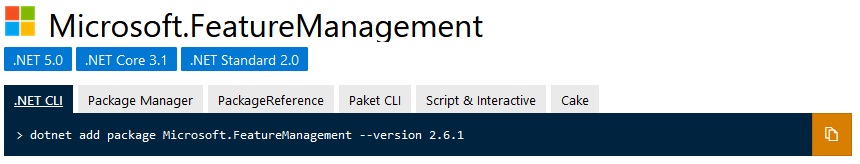 Microsoft.FeatureManagement
.NET 5.0 .NET Core 3.1 .NET Standard 2.0
.NET CLI Package Manager PackageReference Paket CLI Script & Interactive Cake
> dotnet add package Microsoft.FeatureManagement --version 2.6.1